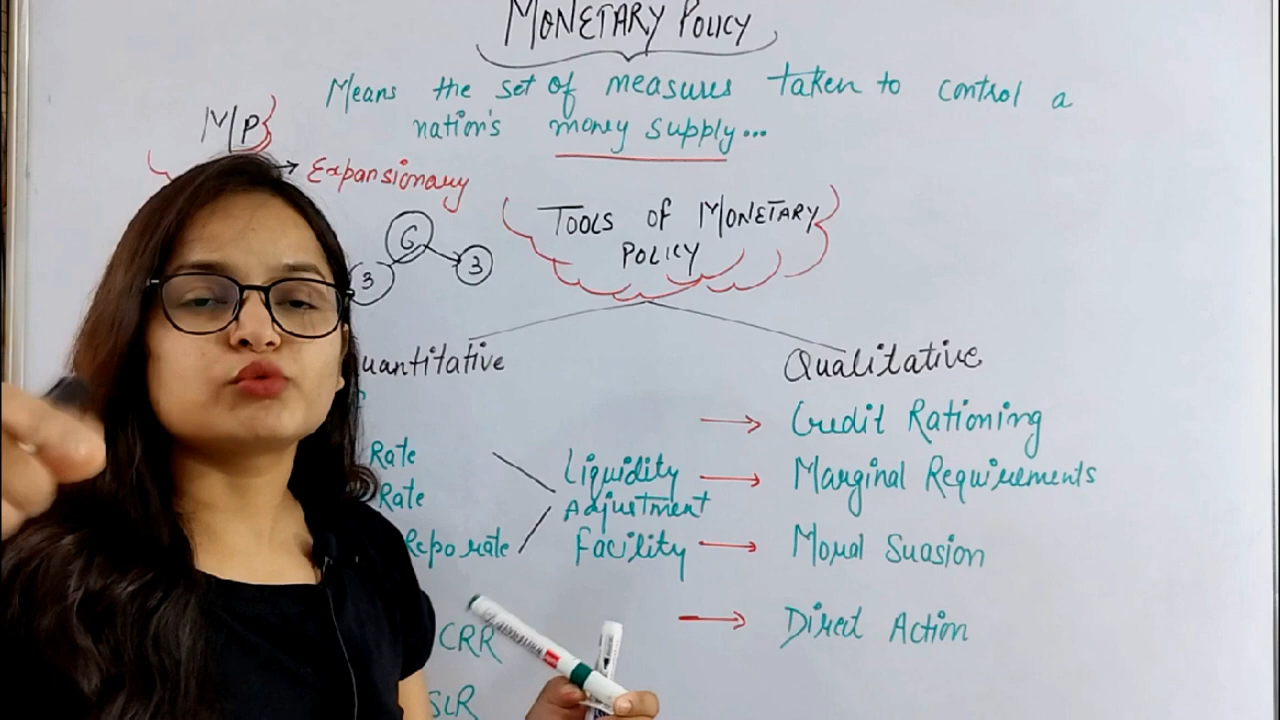 MONETARY POLICY
Means the set of measures taken to control a
nation's money supply...
M/P
→ Expansionary
6
3
3
TOOLS OF MONETARY
POLICY
uantitative
Qualitative
→ Credit Rationing
Rate
Liquidity → Marginal Requirements
Rate
Adjustment
Repo rate
Facility → Moral Suasion
→ Direct Action
CRR
SLR